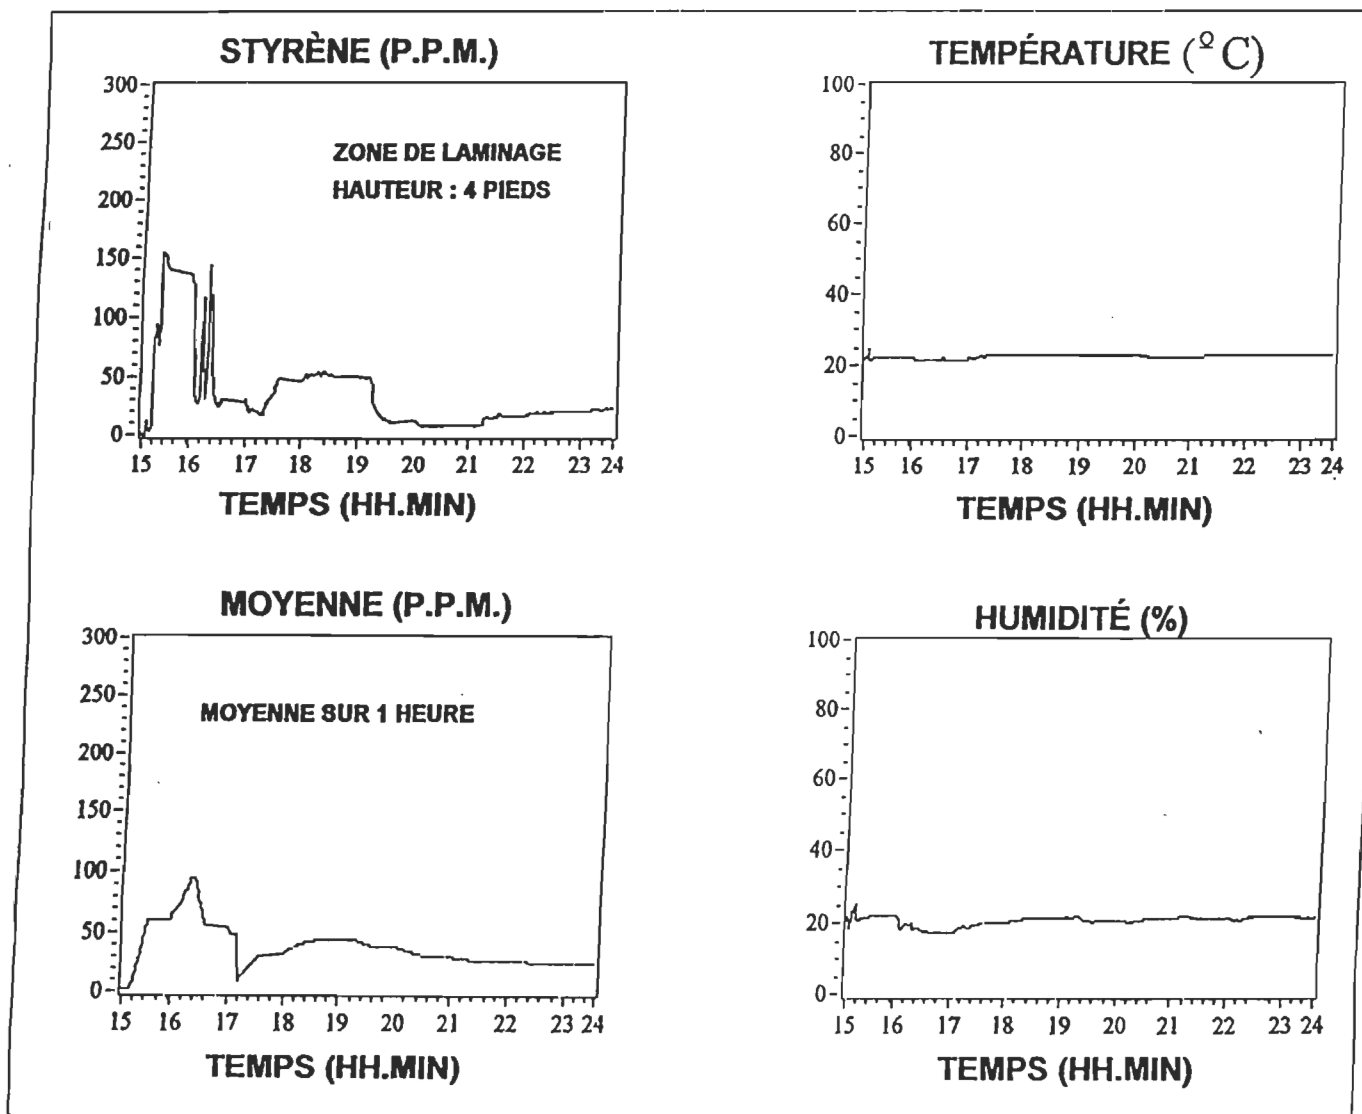 STYRÈNE (P.P.M.)
300
250
200
150
100
50
0
ZONE DE LAMINAGE
HAUTEUR : 4 PIEDS
15 16 17 18 19 20 21 22 23 24
TEMPS (HH.MIN)
TEMPÉRATURE (º C)
100
80
60
40
20
0
15 16 17 18 19 20 21 22 23 24
TEMPS (HH.MIN)
MOYENNE (P.P.M.)
300
250
200
150
100
50
0
MOYENNE SUR 1 HEURE
15 16 17 18 19 20 21 22 23 24
TEMPS (HH.MIN)
HUMIDITÉ (%)
100
80
60
40
20
0
15 16 17 18 19 20 21 22 23 24
TEMPS (HH.MIN)